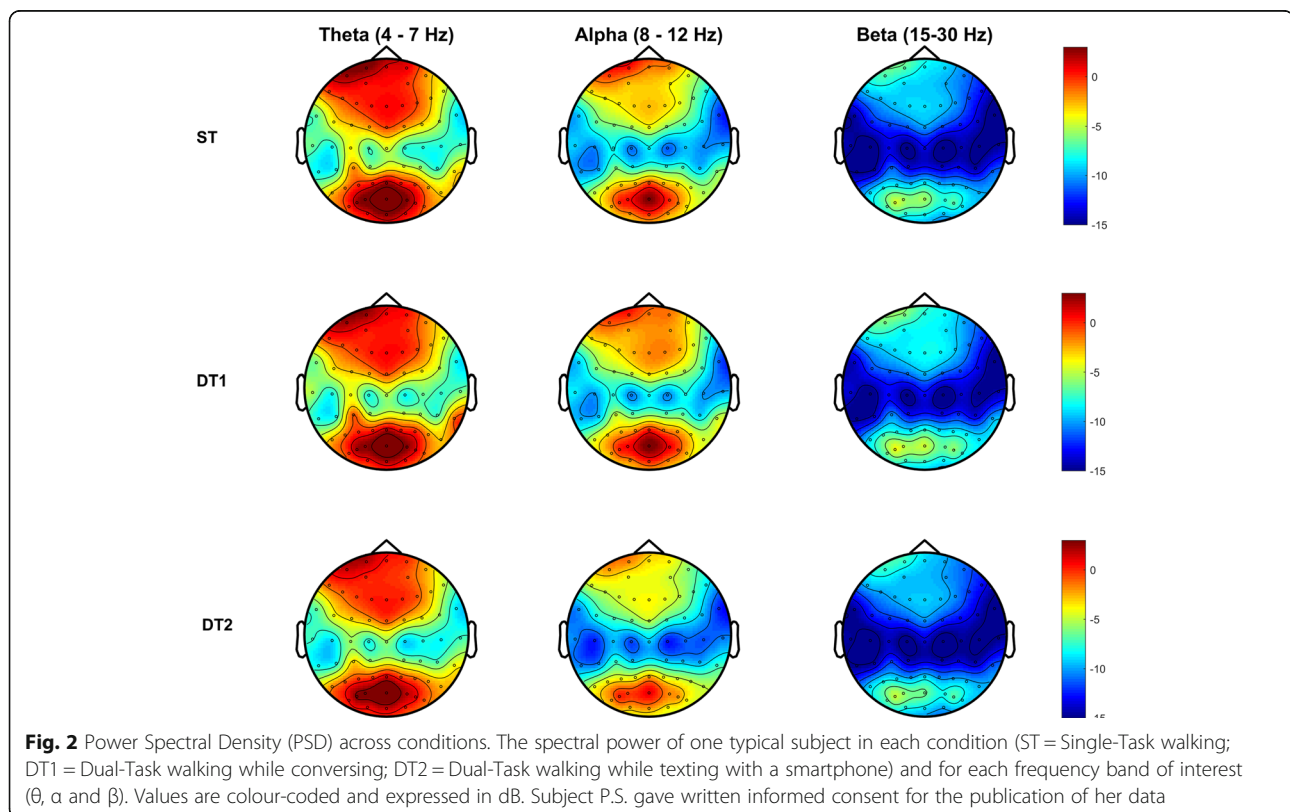 Theta (4 - 7 Hz) Alpha (8 - 12 Hz) Beta (15-30 Hz)
ST
0
-5
-10
-15
DT1
0
-5
-10
-15
DT2
0
-5
-10
-15
Fig. 2 Power Spectral Density (PSD) across conditions. The spectral power of one typical subject in each condition (ST = Single-Task walking;
DT1 = Dual-Task walking while conversing; DT2 = Dual-Task walking while texting with a smartphone) and for each frequency band of interest
(θ, α and β). Values are colour-coded and expressed in dB. Subject P.S. gave written informed consent for the publication of her data